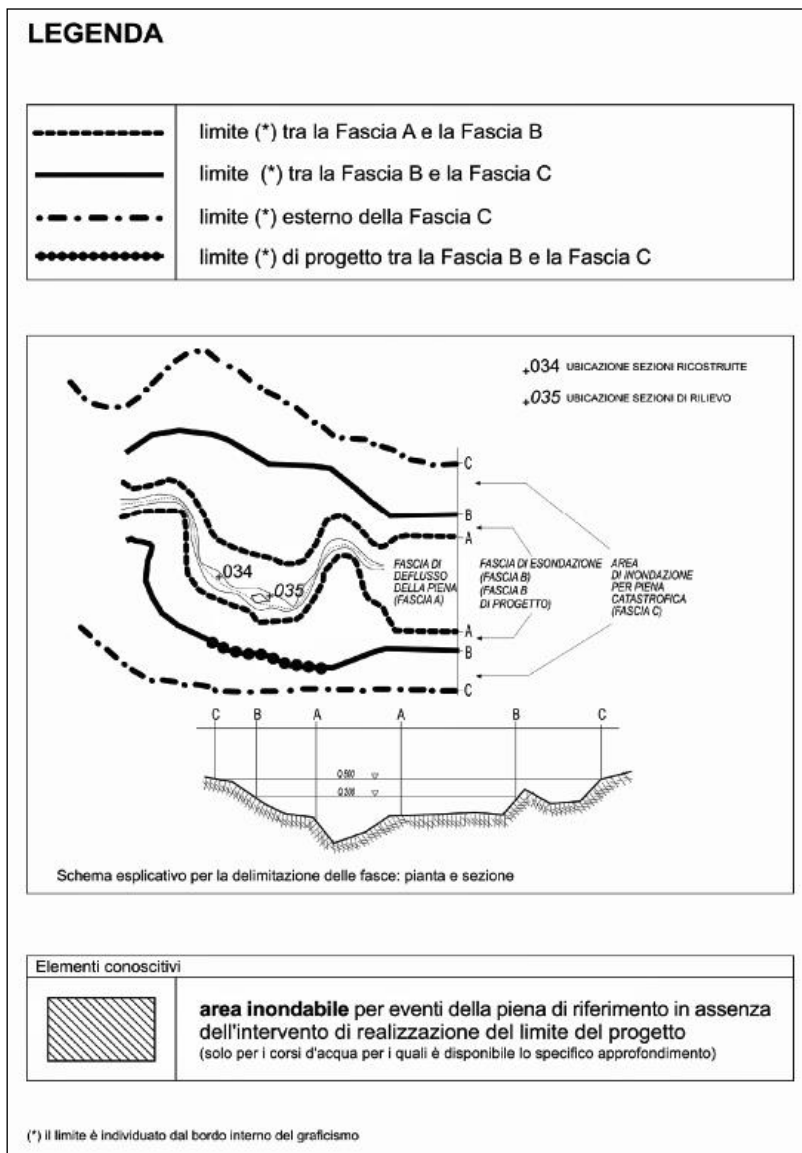 LEGENDA
limite (*) tra la Fascia A e la Fascia B
limite (*) tra la Fascia B e la Fascia C
limite (*) esterno della Fascia C
limite (*) di progetto tra la Fascia B e la Fascia C
+034 UBICAZIONE SEZIONI RICOSTRUITE
+035 UBICAZIONE SEZIONI DI RILIEVO
C
B
A
+034
+035
FASCIA DI
DEFLUSSO
DELLA PIENA
(FASCIA A)
FASCIA DI ESONDAZIONE
(FASCIA B)
(FASCIA B
DI PROGETTO)
AREA
DI INONDAZIONE
PER PIENA
CATASTROFICA
(FASCIA C)
A
B
C
C B A A B C
Q 500
Q 200
Schema esplicativo per la delimitazione delle fasce: pianta e sezione
Elementi conoscitivi
area inondabile per eventi della piena di riferimento in assenza
dell'intervento di realizzazione del limite del progetto
(solo per i corsi d'acqua per i quali è disponibile lo specifico approfondimento)
(*) il limite è individuato dal bordo interno del graficismo